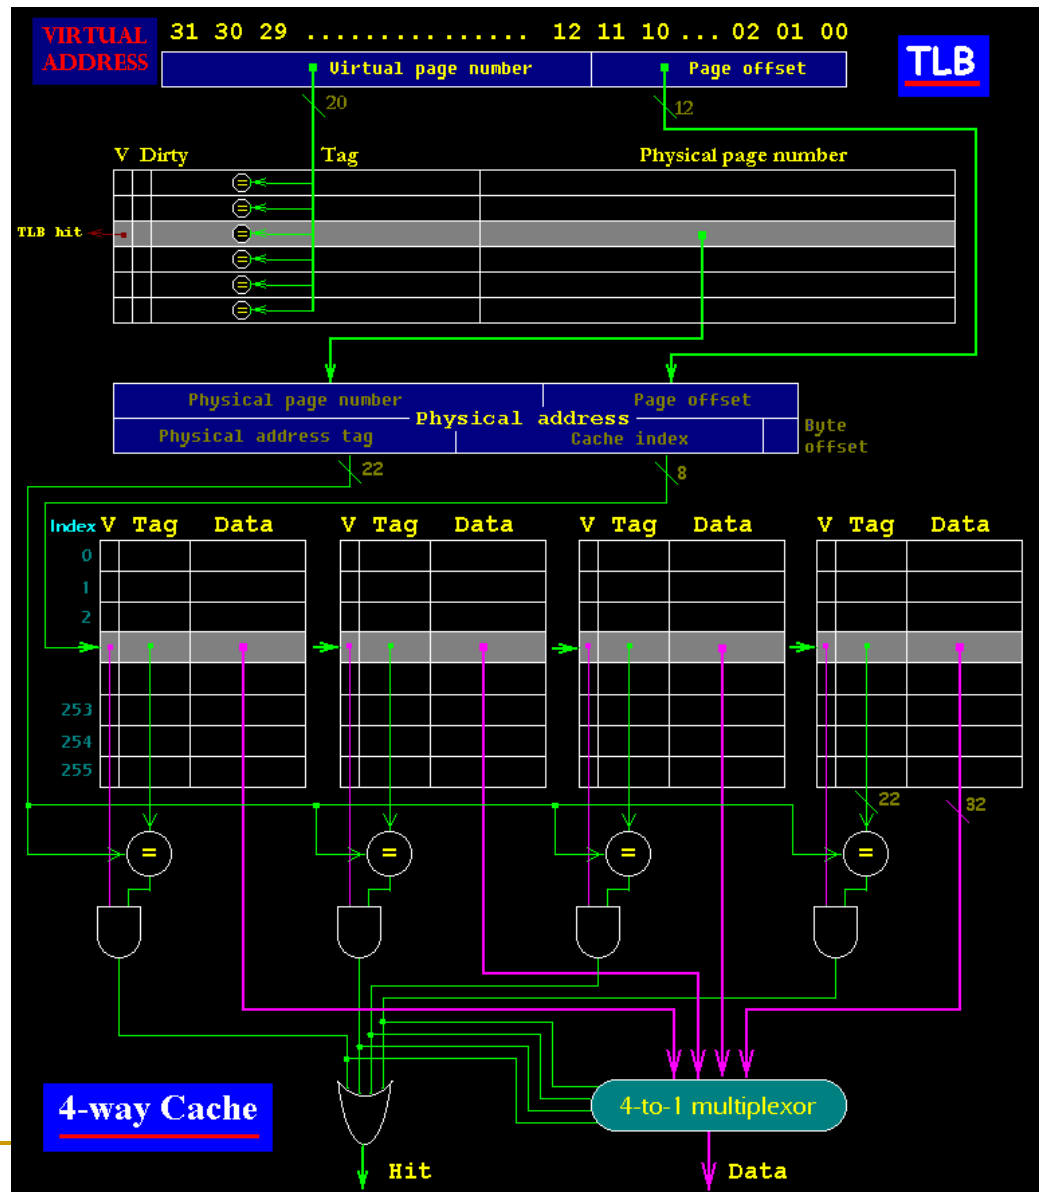 VIRTUAL
ADDRESS
31 30 29 ............... 12 11 10 ... 02 01 00
Virtual page number Page offset
TLB
20 12
V Dirty Tag Physical page number
=
=
TLB hit =
=
=
=
Physical page number Page offset
Physical address
Physical address tag Cache index
Byte
offset
22 8
Index V Tag Data V Tag Data V Tag Data V Tag Data
0
1
2
253
254
255
22 32
= = = =
4-way Cache
4-to-1 multiplexor
Hit Data